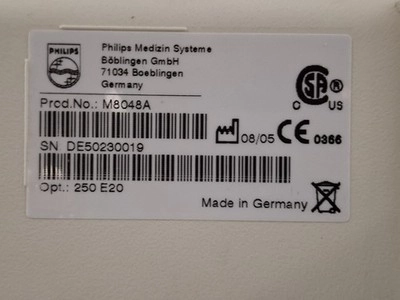 PHILIPS
Philips Medizin Systeme
Böblingen GmbH
71034 Boeblingen
Germany
Prod.No.: M8048A
C US
08/05 CE 0366
SN DE50230019
Opt.: 250 E20
Made in Germany